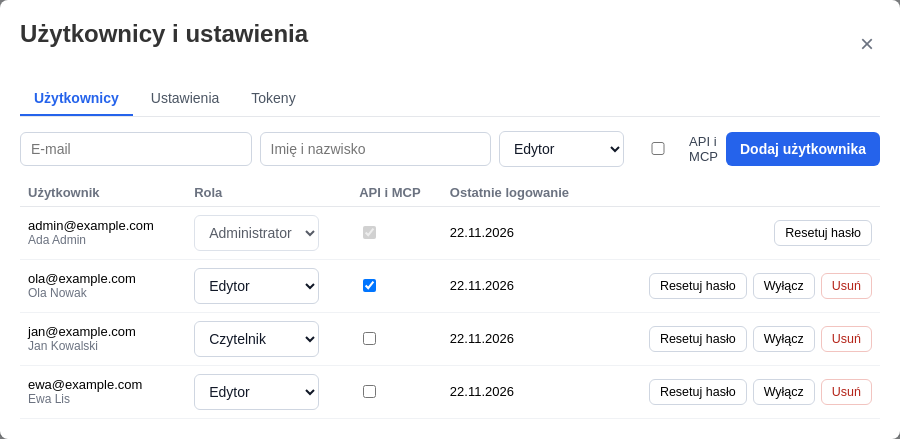 Użytkownicy i ustawienia
×
Użytkownicy Ustawienia Tokeny
E-mail Imię i nazwisko Edytor API i MCP Dodaj użytkownika
Użytkownik Rola API i MCP Ostatnie logowanie
admin@example.com Administrator 22.11.2026 Resetuj hasło
Ada Admin
ola@example.com Edytor 22.11.2026 Resetuj hasło Wyłącz Usuń
Ola Nowak
jan@example.com Czytelnik 22.11.2026 Resetuj hasło Wyłącz Usuń
Jan Kowalski
ewa@example.com Edytor 22.11.2026 Resetuj hasło Wyłącz Usuń
Ewa Lis